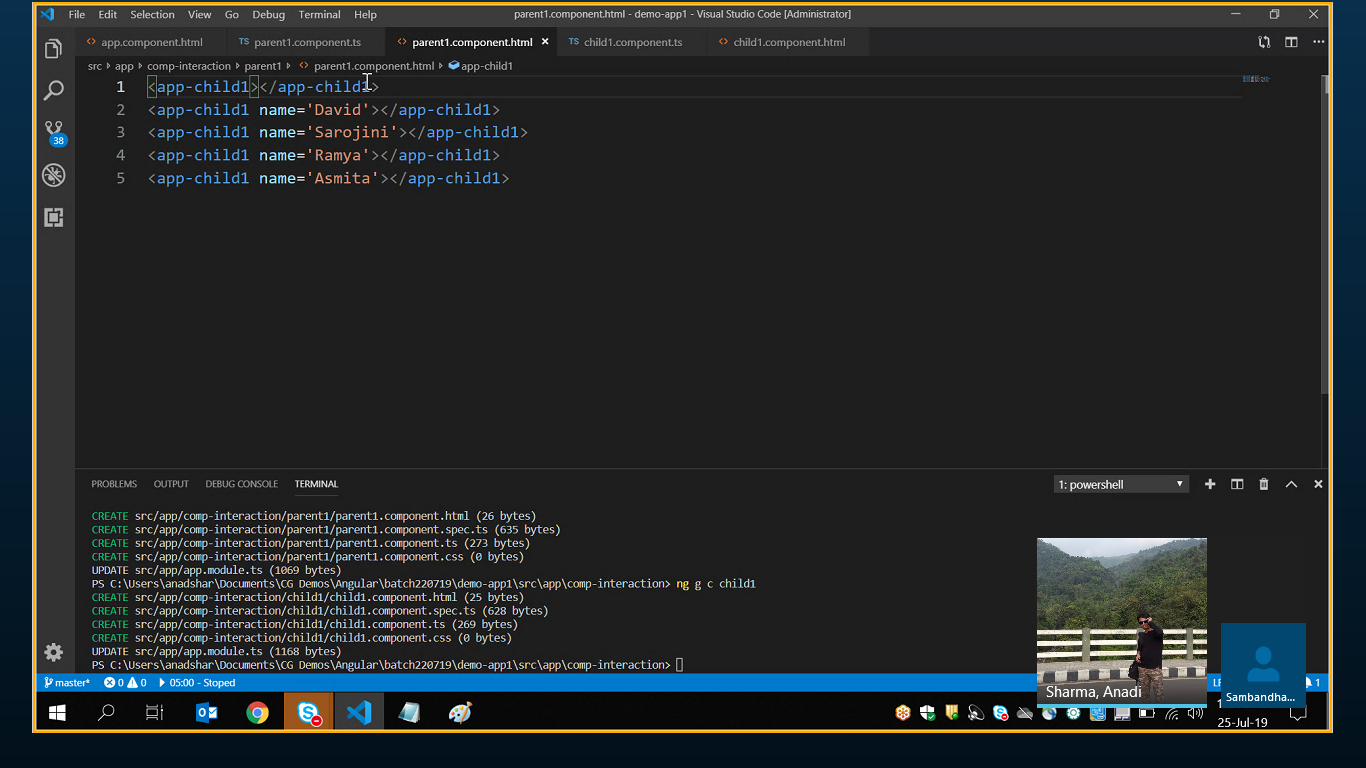 File Edit Selection View Go Debug Terminal Help parent1.component.html - demo-app1 - Visual Studio Code [Administrator]
app.component.html TS parent1.component.ts parent1.component.html TS child1.component.ts child1.component.html
src app comp-interaction parent1 parent1.component.html app-child1
1 <app-child1></app-child1>
2 <app-child1 name='David'></app-child1>
3 <app-child1 name='Sarojini'></app-child1>
4 <app-child1 name='Ramya'></app-child1>
5 <app-child1 name='Asmita'></app-child1>
38
PROBLEMS OUTPUT DEBUG CONSOLE TERMINAL 1: powershell
CREATE src/app/comp-interaction/parent1/parent1.component.html (26 bytes)
CREATE src/app/comp-interaction/parent1/parent1.component.spec.ts (635 bytes)
CREATE src/app/comp-interaction/parent1/parent1.component.ts (273 bytes)
CREATE src/app/comp-interaction/parent1/parent1.component.css (0 bytes)
UPDATE src/app/app.module.ts (1069 bytes)
PS C:\Users\anadshar\Documents\CG Demos\Angular\batch220719\demo-app1\src\app\comp-interaction> ng g c child1
CREATE src/app/comp-interaction/child1/child1.component.html (25 bytes)
CREATE src/app/comp-interaction/child1/child1.component.spec.ts (628 bytes)
CREATE src/app/comp-interaction/child1/child1.component.ts (269 bytes)
CREATE src/app/comp-interaction/child1/child1.component.css (0 bytes)
UPDATE src/app/app.module.ts (1168 bytes)
PS C:\Users\anadshar\Documents\CG Demos\Angular\batch220719\demo-app1\src\app\comp-interaction>
master* 0 0 05:00 - Stoped 1
Sharma, Anadi
Sambandha...
25-Jul-19